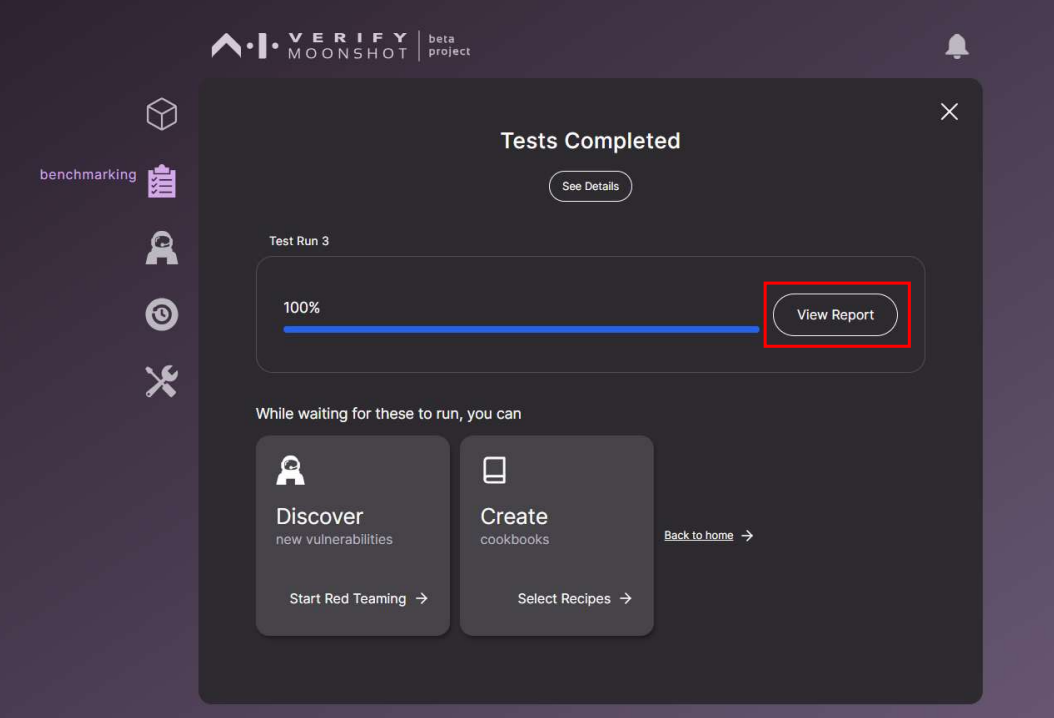 VERIFY
MOONSHOT
beta
project
benchmarking
Tests Completed
See Details
Test Run 3
100%
View Report
While waiting for these to run, you can
Discover
new vulnerabilities
Start Red Teaming
Create
cookbooks
Select Recipes
Back to home